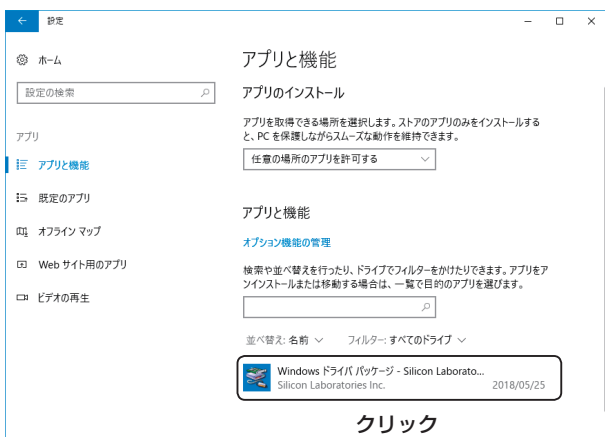 設定
ホーム
設定の検索
アプリ
アプリと機能
既定のアプリ
オフライン マップ
Web サイト用のアプリ
ビデオの再生
アプリと機能
アプリのインストール
アプリを取得できる場所を選択します。ストアのアプリのみをインストールする
と、PC を保護しながらスムーズな動作を維持できます。
任意の場所のアプリを許可する
アプリと機能
オプション機能の管理
検索や並べ替えを行ったり、ドライブでフィルターをかけたりできます。アプリをア
ンインストールまたは移動する場合は、一覧で目的のアプリを選びます。
並べ替え: 名前 フィルター: すべてのドライブ
Windows ドライバ パッケージ - Silicon Laborato...
Silicon Laboratories Inc. 2018/05/25
クリック